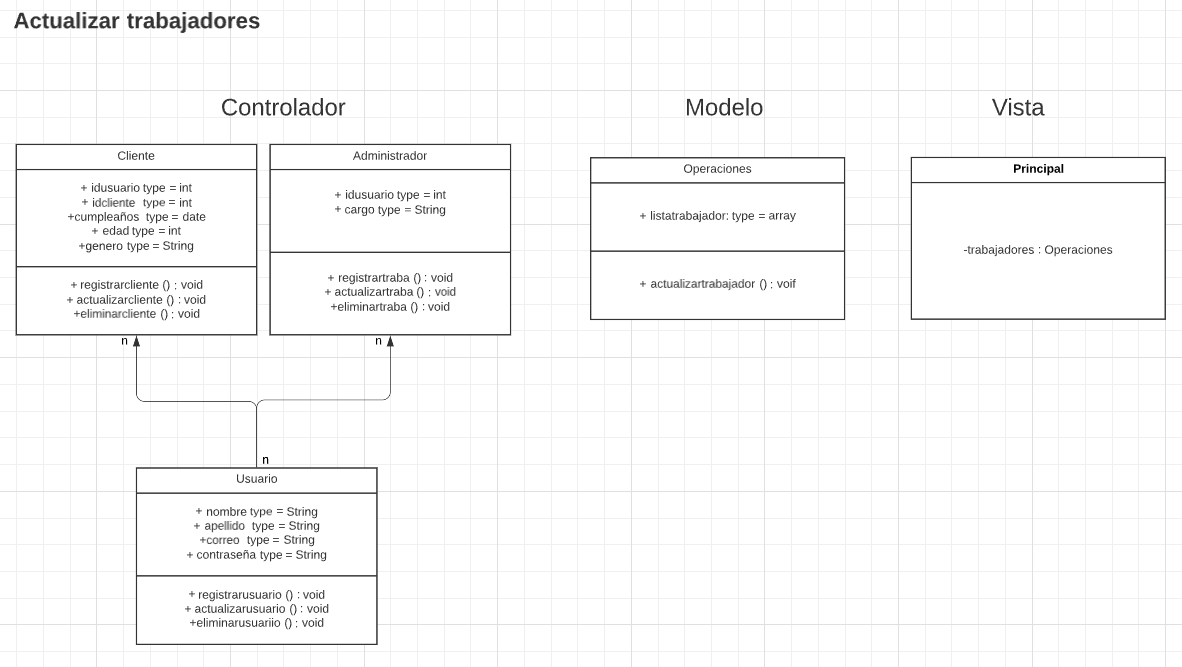 Actualizar trabajadores
Controlador
Modelo
Vista
Cliente
+ idusuario type = int
+ idcliente type = int
+cumpleaños type = date
+ edad type = int
+genero type = String
+ registrarcliente () : void
+ actualizarcliente () : void
+eliminarcliente () : void
Administrador
+ idusuario type = int
+ cargo type = String
+ registrartraba () : void
+ actualizartraba () : void
+eliminartraba () : void
Operaciones
+ listatrabajador: type = array
+ actualizartrabajador () : voif
Principal
-trabajadores : Operaciones
n
n
n
Usuario
+ nombre type = String
+ apellido type = String
+correo type = String
+ contraseña type = String
+ registrarusuario () : void
+ actualizarusuario () : void
+eliminarusuariio () : void